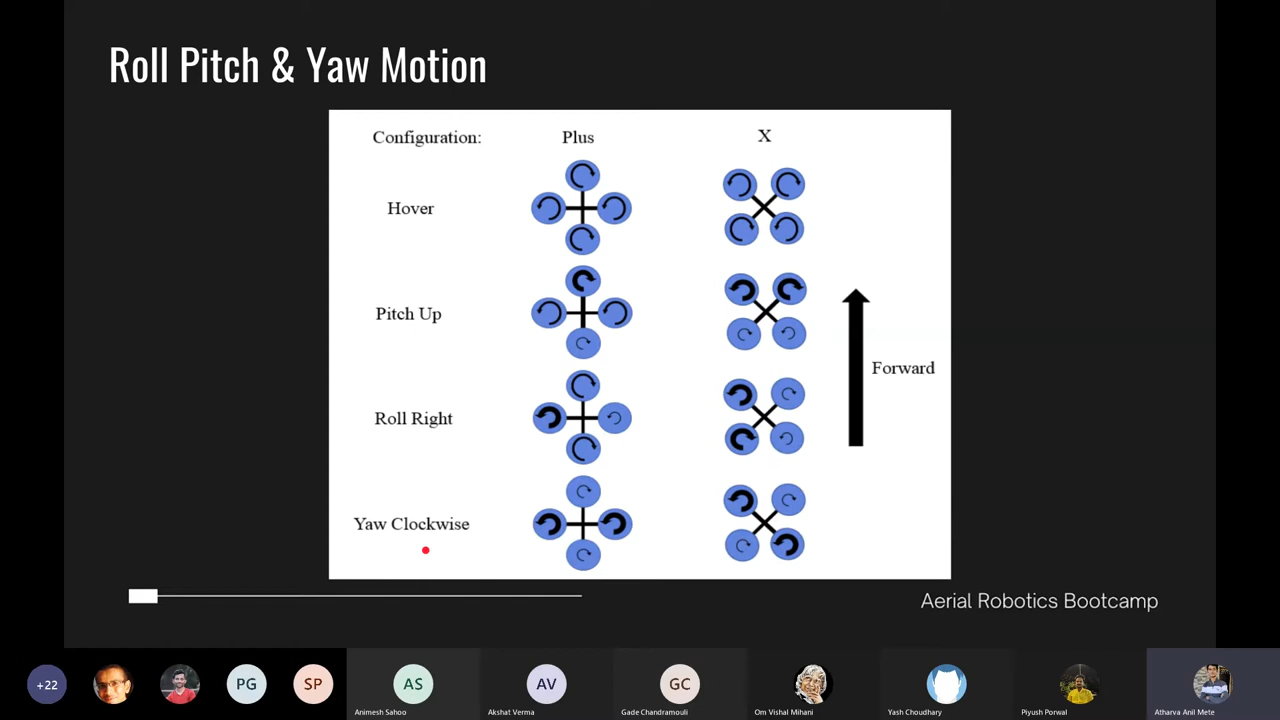 Roll Pitch & Yaw Motion
Configuration: Plus X
Hover
Pitch Up
Forward
Roll Right
Yaw Clockwise
Aerial Robotics Bootcamp
+22 PG SP AS AV GC
Animesh Sahoo Akshat Verma Gade Chandramouli Om Vishal Mihani Yash Choudhary Piyush Porwal Atharva Anil Mete